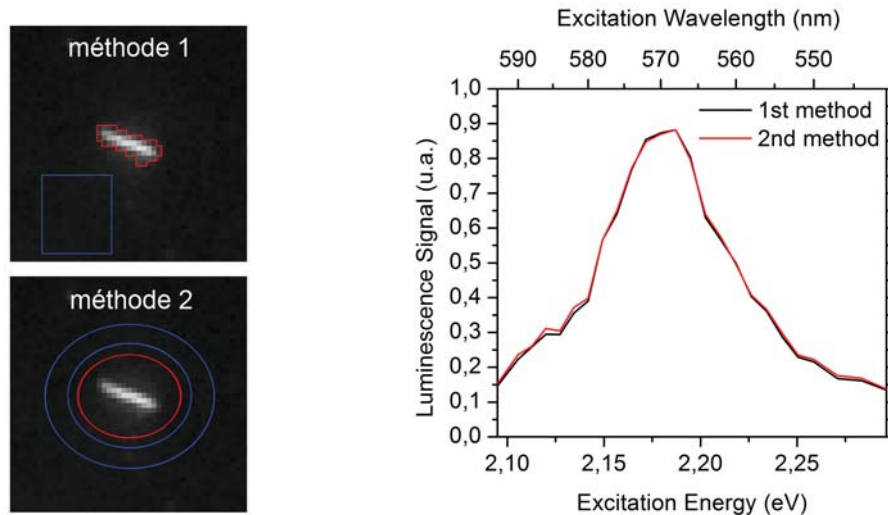 méthode 1
méthode 2
Excitation Wavelength (nm)
590 580 570 560 550
1,0
0,9
0,8
0,7
0,6
0,5
0,4
0,3
0,2
0,1
0,0
Luminescence Signal (u.a.)
1st method
2nd method
2,10 2,15 2,20 2,25
Excitation Energy (eV)